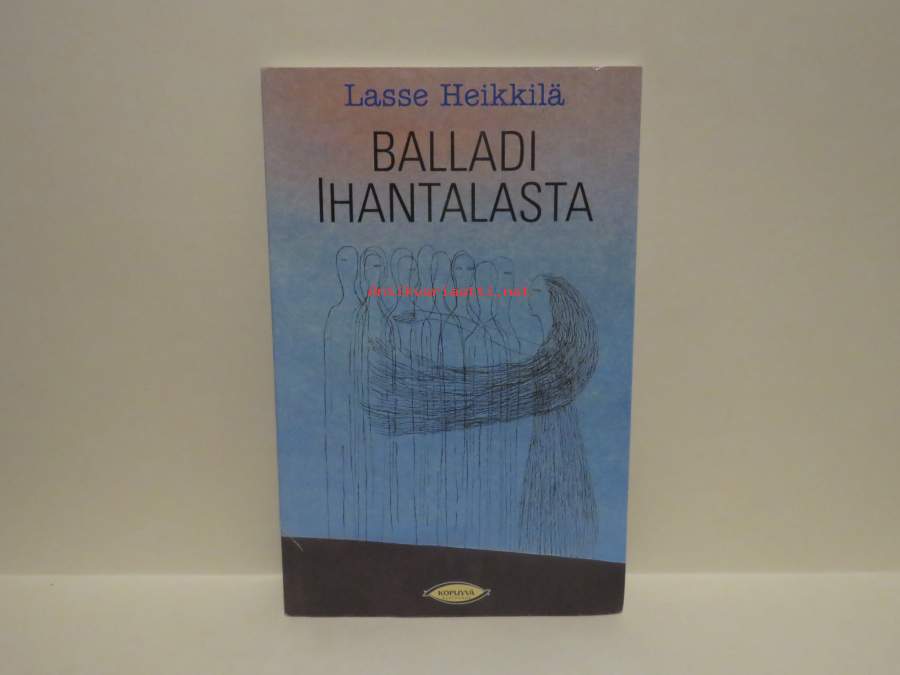 Lasse Heikkilä
BALLADI
IHANTALASTA
antikvariaatti.net
KOPIJYVÄ